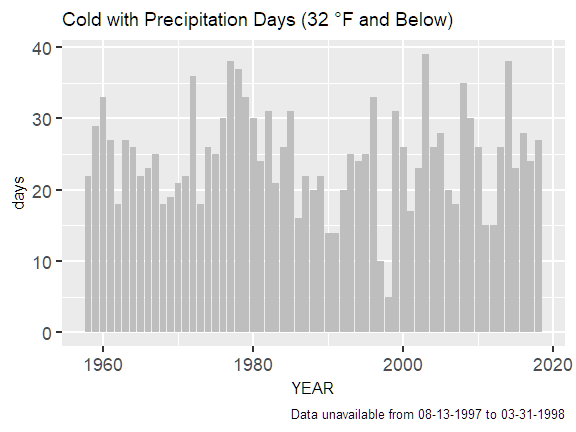 Cold with Precipitation Days (32 °F and Below)
40
30
20
10
0
days
1960 1980 2000 2020
YEAR
Data unavailable from 08-13-1997 to 03-31-1998